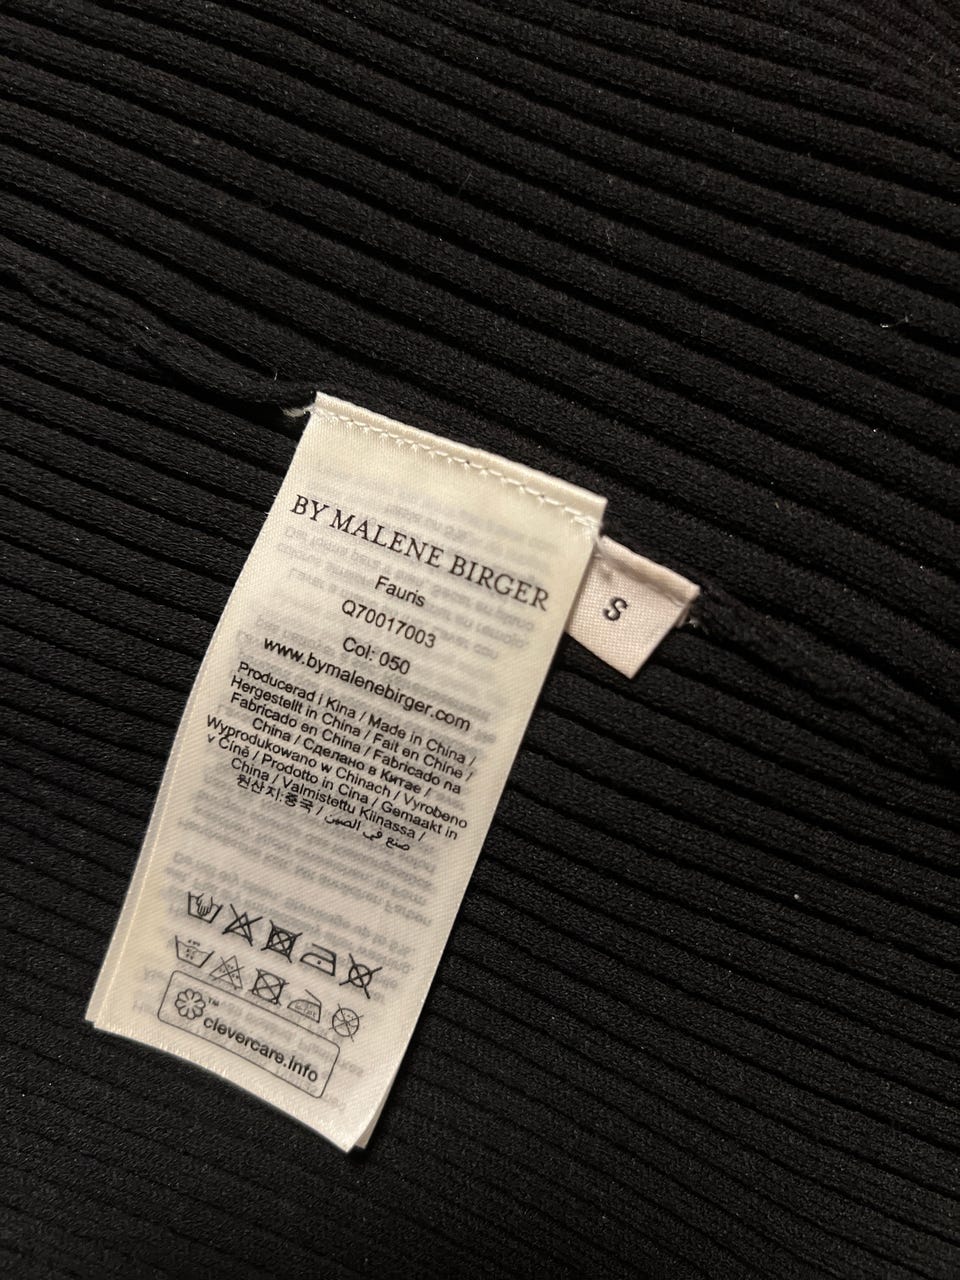 BY MALENE BIRGER
Fauris
Q70017003
Col: 050
www.bymalenebirger.com
Producerad i Kina / Made in China /
Hergestellt in China / Fait en Chine /
Fabricado en China / Fabricado na
China / Сделано в Китае /
Wyprodukowano w Chinach / Vyrobeno
v Číně / Prodotto in Cina / Gemaakt in
China / Valmistettu Kiinassa /
원산지:중국 / صنع في الصين
™
clevercare.info
S